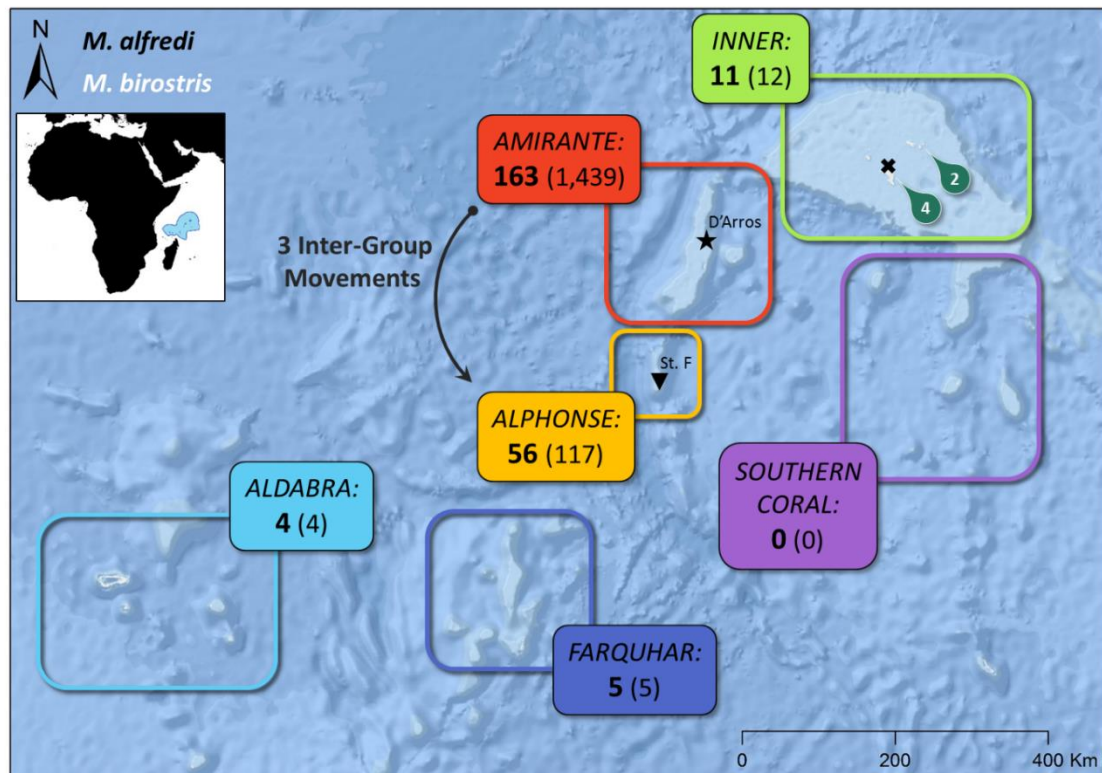 N
M. alfredi
M. birostris
INNER:
11 (12)
2
4
AMIRANTE:
163 (1,439)
D'Arros
3 Inter-Group
Movements
St. F
ALPHONSE:
56 (117)
SOUTHERN
CORAL:
0 (0)
ALDABRA:
4 (4)
FARQUHAR:
5 (5)
0 200 400 Km